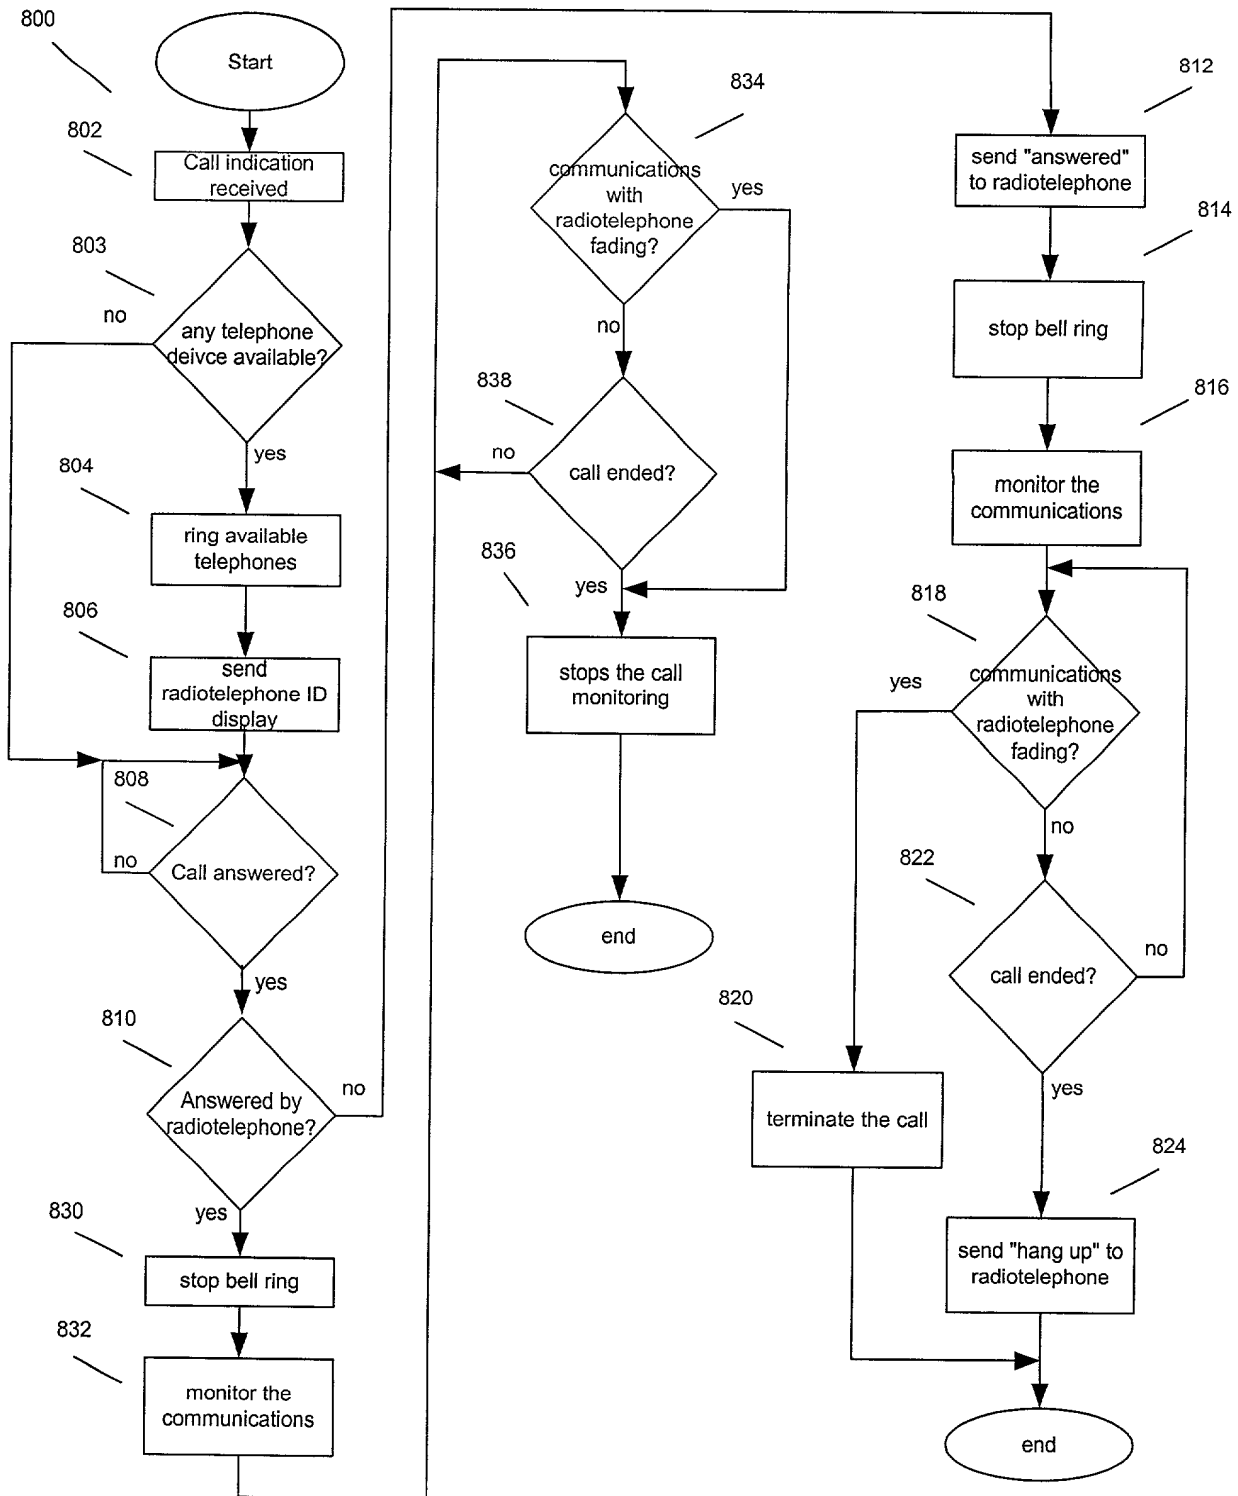 800
Start
802
Call indication
received
803
no
any telephone
deivce available?
yes
804
ring available
telephones
806
send
radiotelephone ID
display
808
no
Call answered?
yes
810
Answered by
radiotelephone?
no
yes
830
stop bell ring
832
monitor the
communications
834
communications
with
radiotelephone
fading?
yes
no
838
no
call ended?
836
yes
stops the call
monitoring
end
812
send "answered"
to radiotelephone
814
stop bell ring
816
monitor the
communications
818
yes
communications
with
radiotelephone
fading?
no
822
call ended?
no
820
yes
terminate the call
824
send "hang up" to
radiotelephone
end